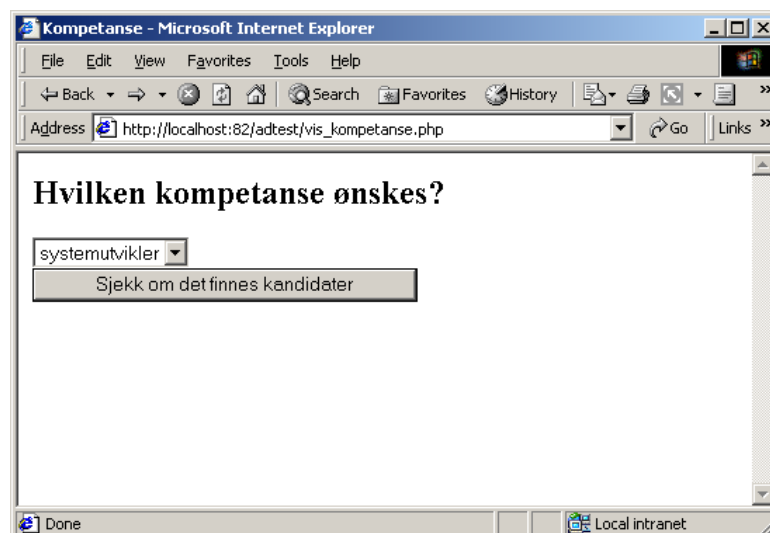 Kompetanse - Microsoft Internet Explorer
File Edit View Favorites Tools Help
Back Search Favorites History »
Address http://localhost:82/adtest/vis_kompetanse.php Go Links »
Hvilken kompetanse ønskes?
systemutvikler
Sjekk om det finnes kandidater
Done Local intranet